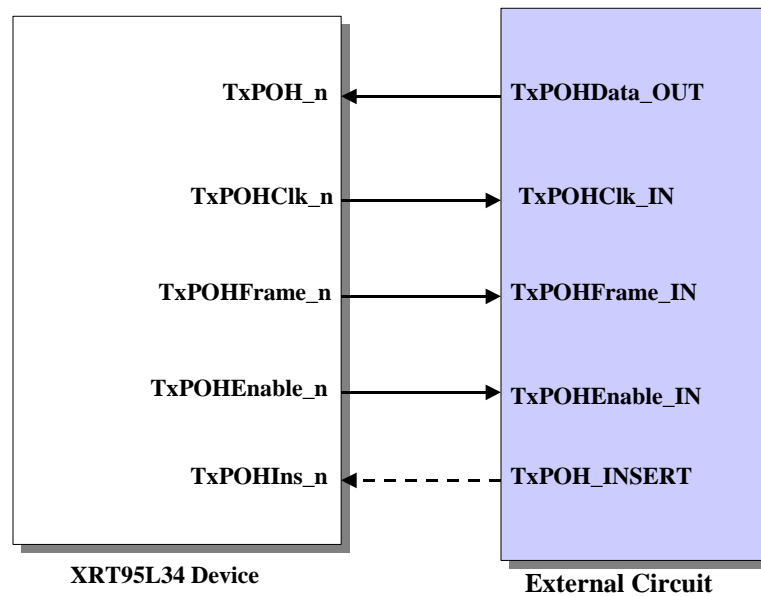 TxPOH_n TxPOHData_OUT
TxPOHClk_n TxPOHClk_IN
TxPOHFrame_n TxPOHFrame_IN
TxPOHEnable_n TxPOHEnable_IN
TxPOHIns_n TxPOH_INSERT
XRT95L34 Device
External Circuit